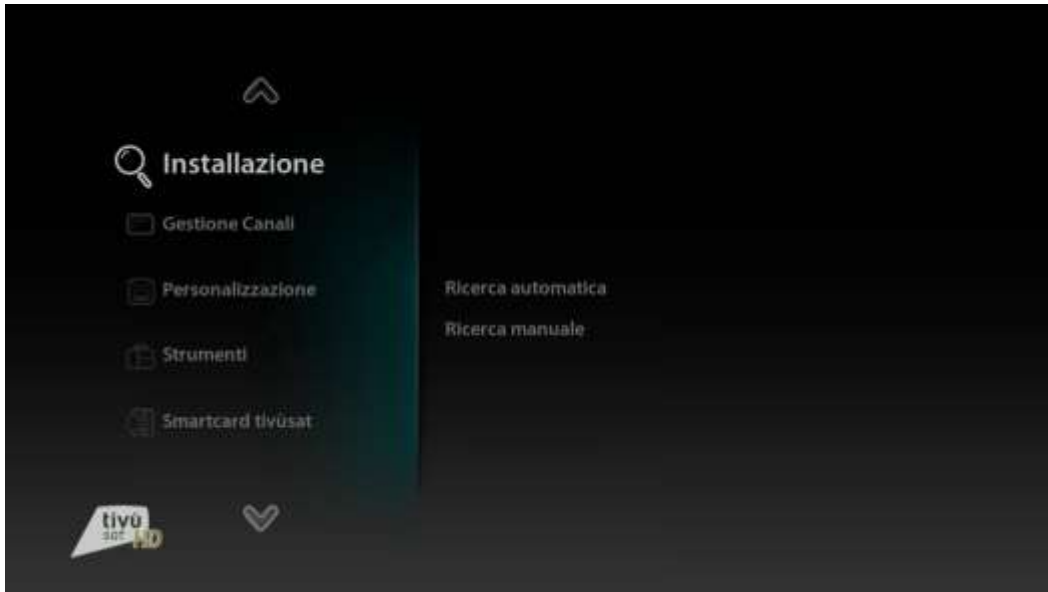 Installazione
Gestione Canali
Personalizzazione
Strumenti
Smartcard tivùsat
Ricerca automatica
Ricerca manuale
tivù
sat HD